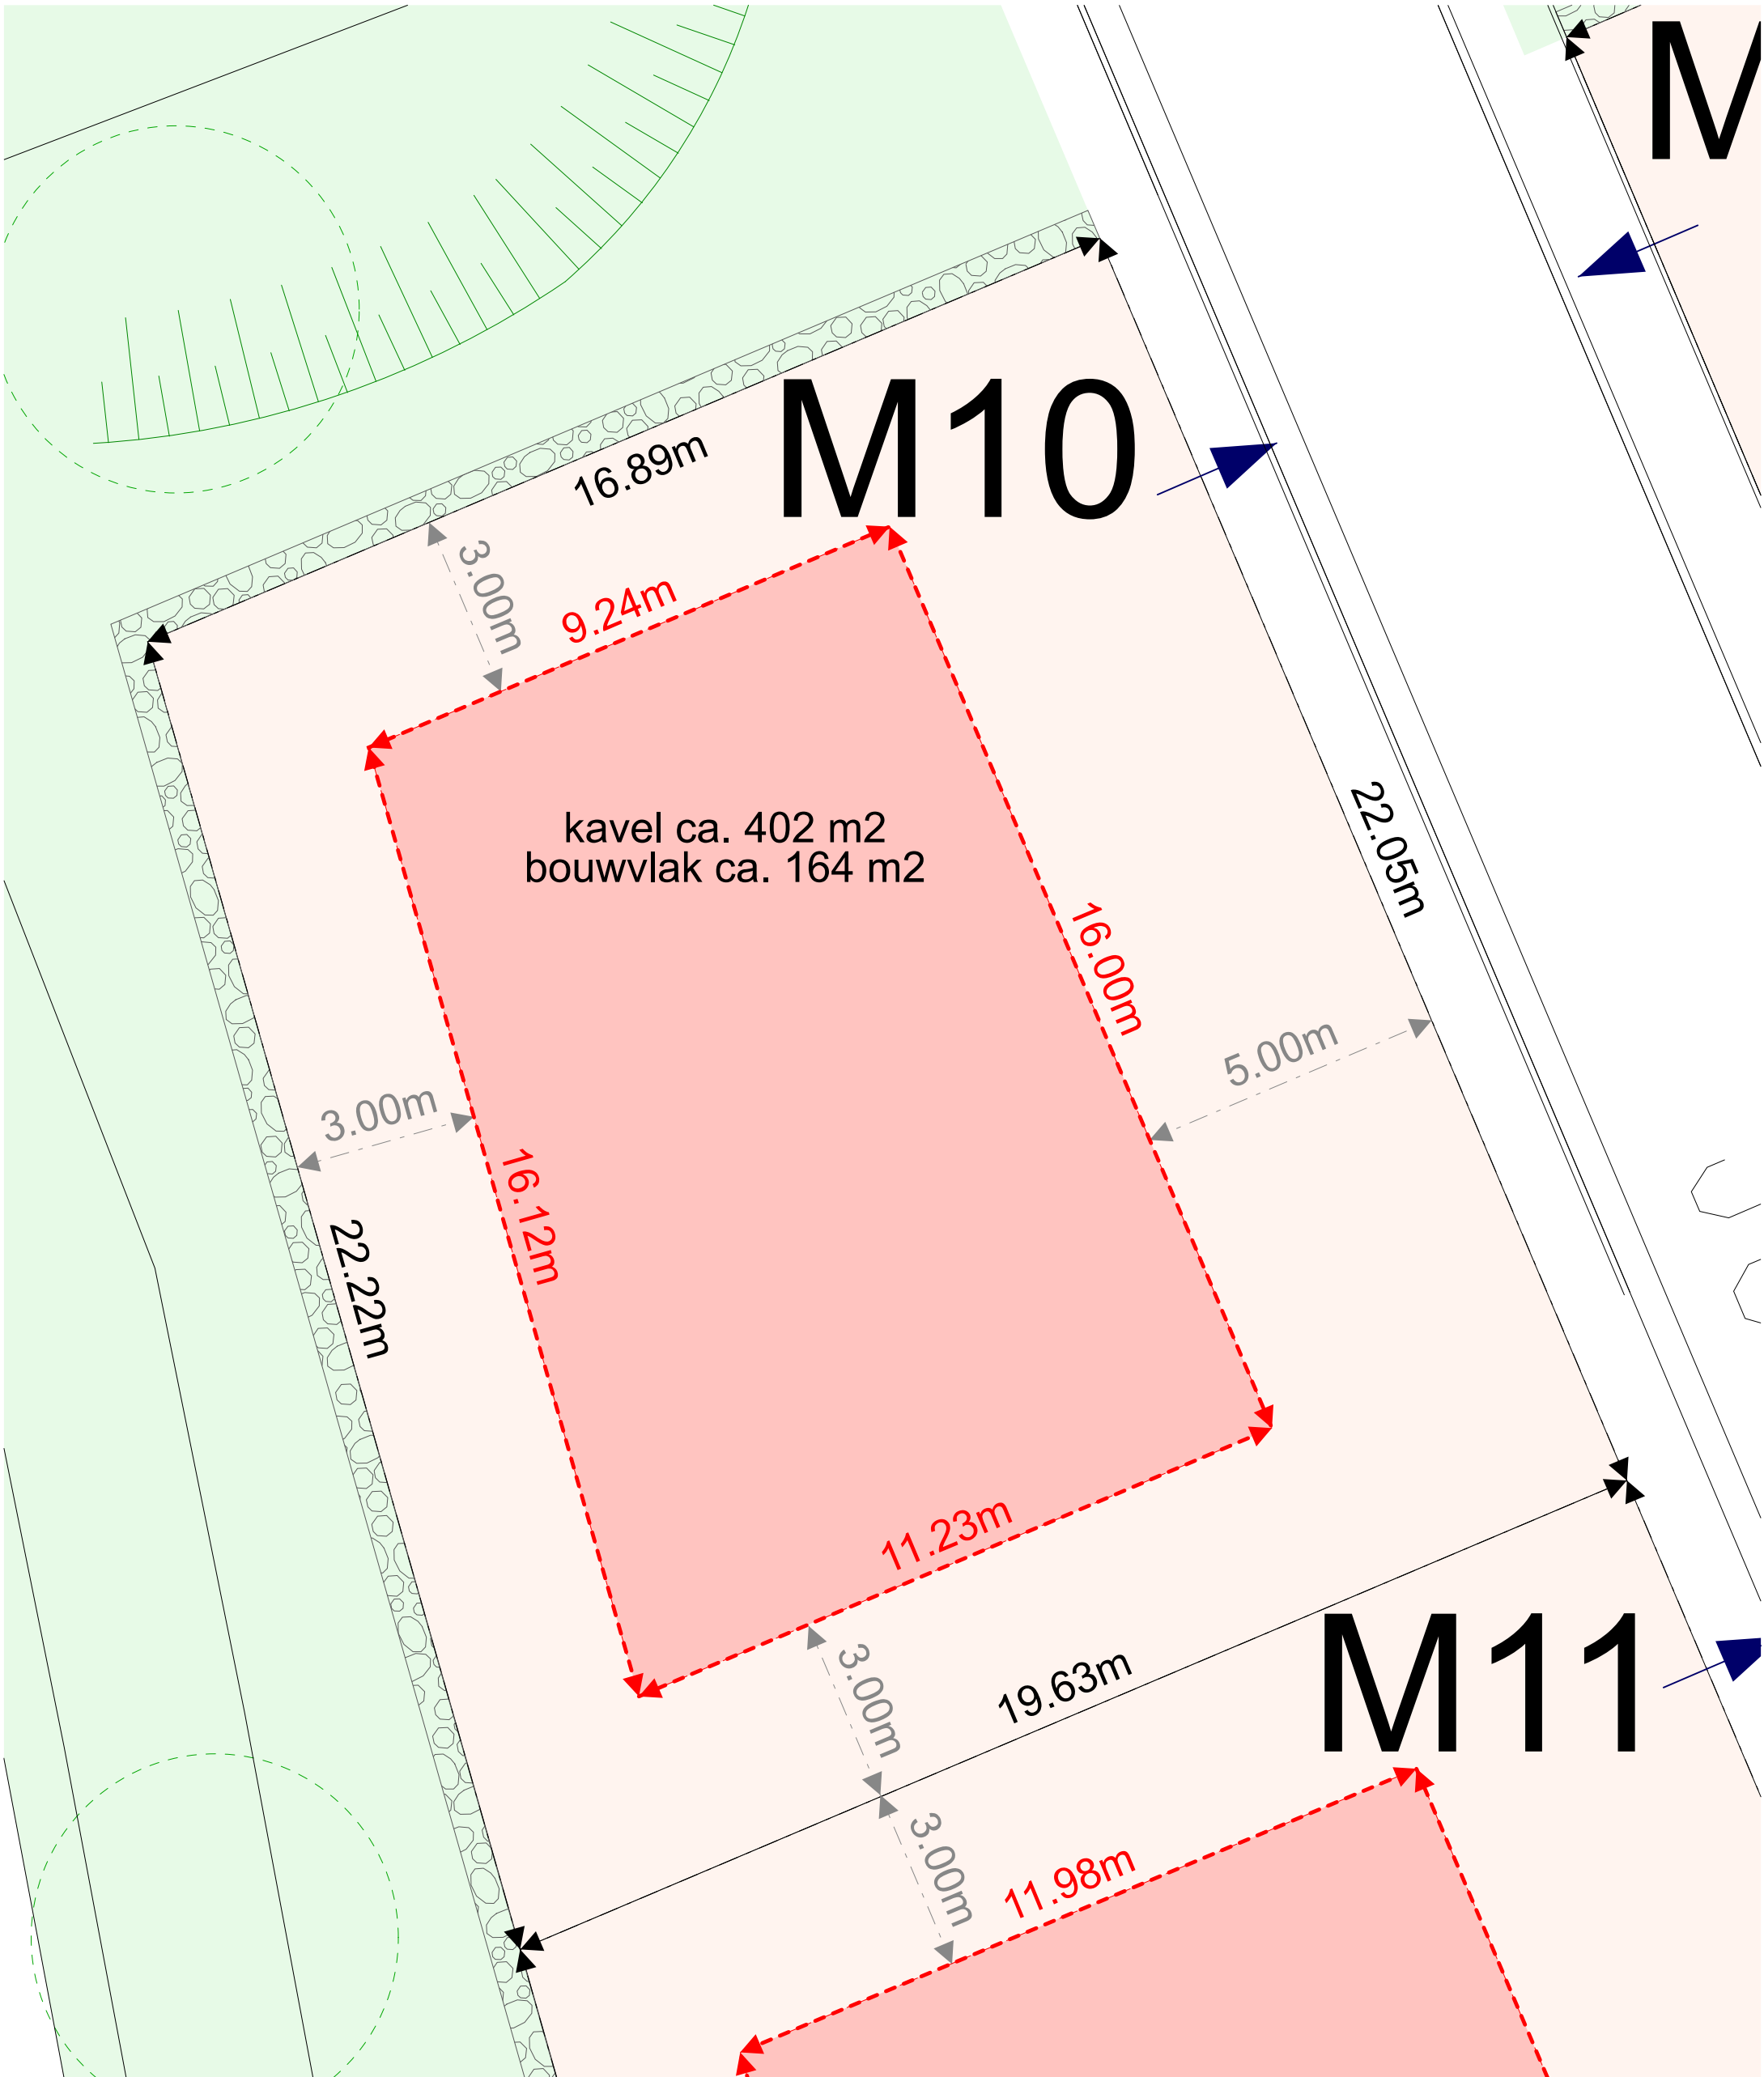 M
M10
16.89m
3.00m
9.24m
kavel ca. 402 m2
bouwvlak ca. 164 m2
22.05m
16.00m
5.00m
3.00m
16.12m
22.22m
11.23m
3.00m
19.63m
M11
3.00m
11.98m